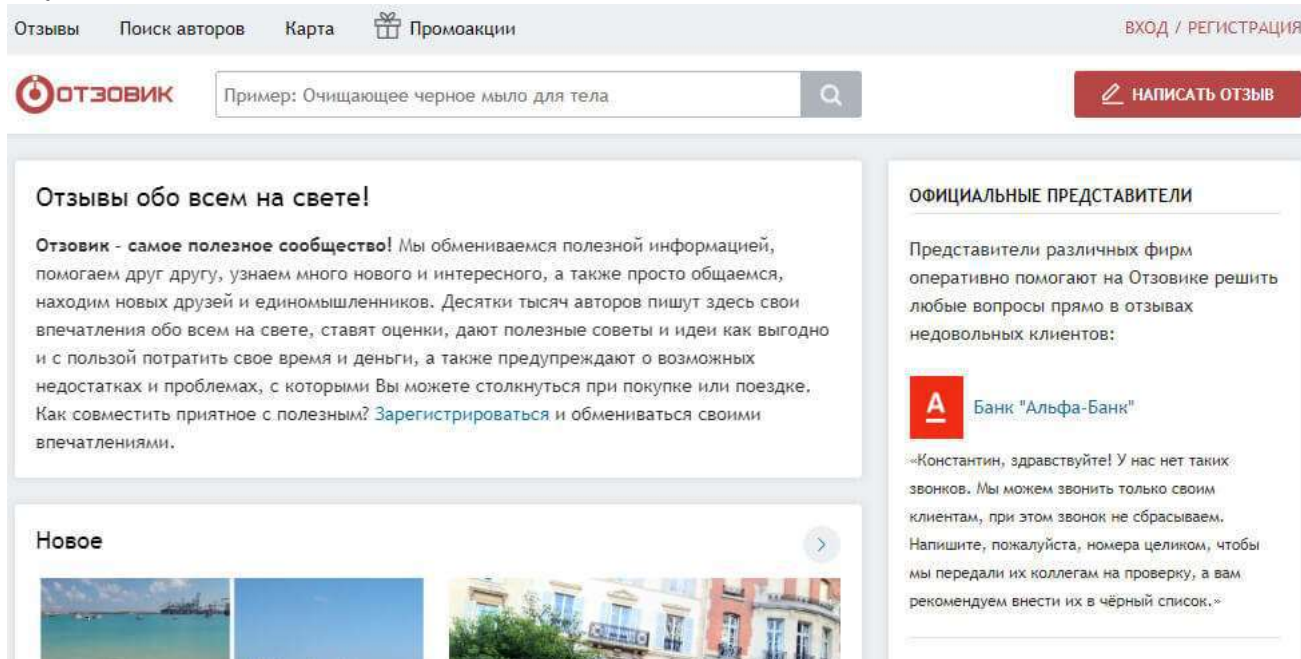 Отзывы Поиск авторов Карта Промоакции ВХОД / РЕГИСТРАЦИЯ
ОТЗОВИК Пример: Очищающее черное мыло для тела НАПИСАТЬ ОТЗЫВ
Отзывы обо всем на свете!
Отзовик - самое полезное сообщество! Мы обмениваемся полезной информацией,
помогаем друг другу, узнаем много нового и интересного, а также просто общаемся,
находим новых друзей и единомышленников. Десятки тысяч авторов пишут здесь свои
впечатления обо всем на свете, ставят оценки, дают полезные советы и идеи как выгодно
и с пользой потратить свое время и деньги, а также предупреждают о возможных
недостатках и проблемах, с которыми Вы можете столкнуться при покупке или поездке.
Как совместить приятное с полезным? Зарегистрироваться и обмениваться своими
впечатлениями.
Новое
ОФИЦИАЛЬНЫЕ ПРЕДСТАВИТЕЛИ
Представители различных фирм
оперативно помогают на Отзовике решить
любые вопросы прямо в отзывах
недовольных клиентов:
А Банк "Альфа-Банк"
«Константин, здравствуйте! У нас нет таких
звонков. Мы можем звонить только своим
клиентам, при этом звонок не сбрасываем.
Напишите, пожалуйста, номера целиком, чтобы
мы передали их коллегам на проверку, а вам
рекомендуем внести их в чёрный список.»